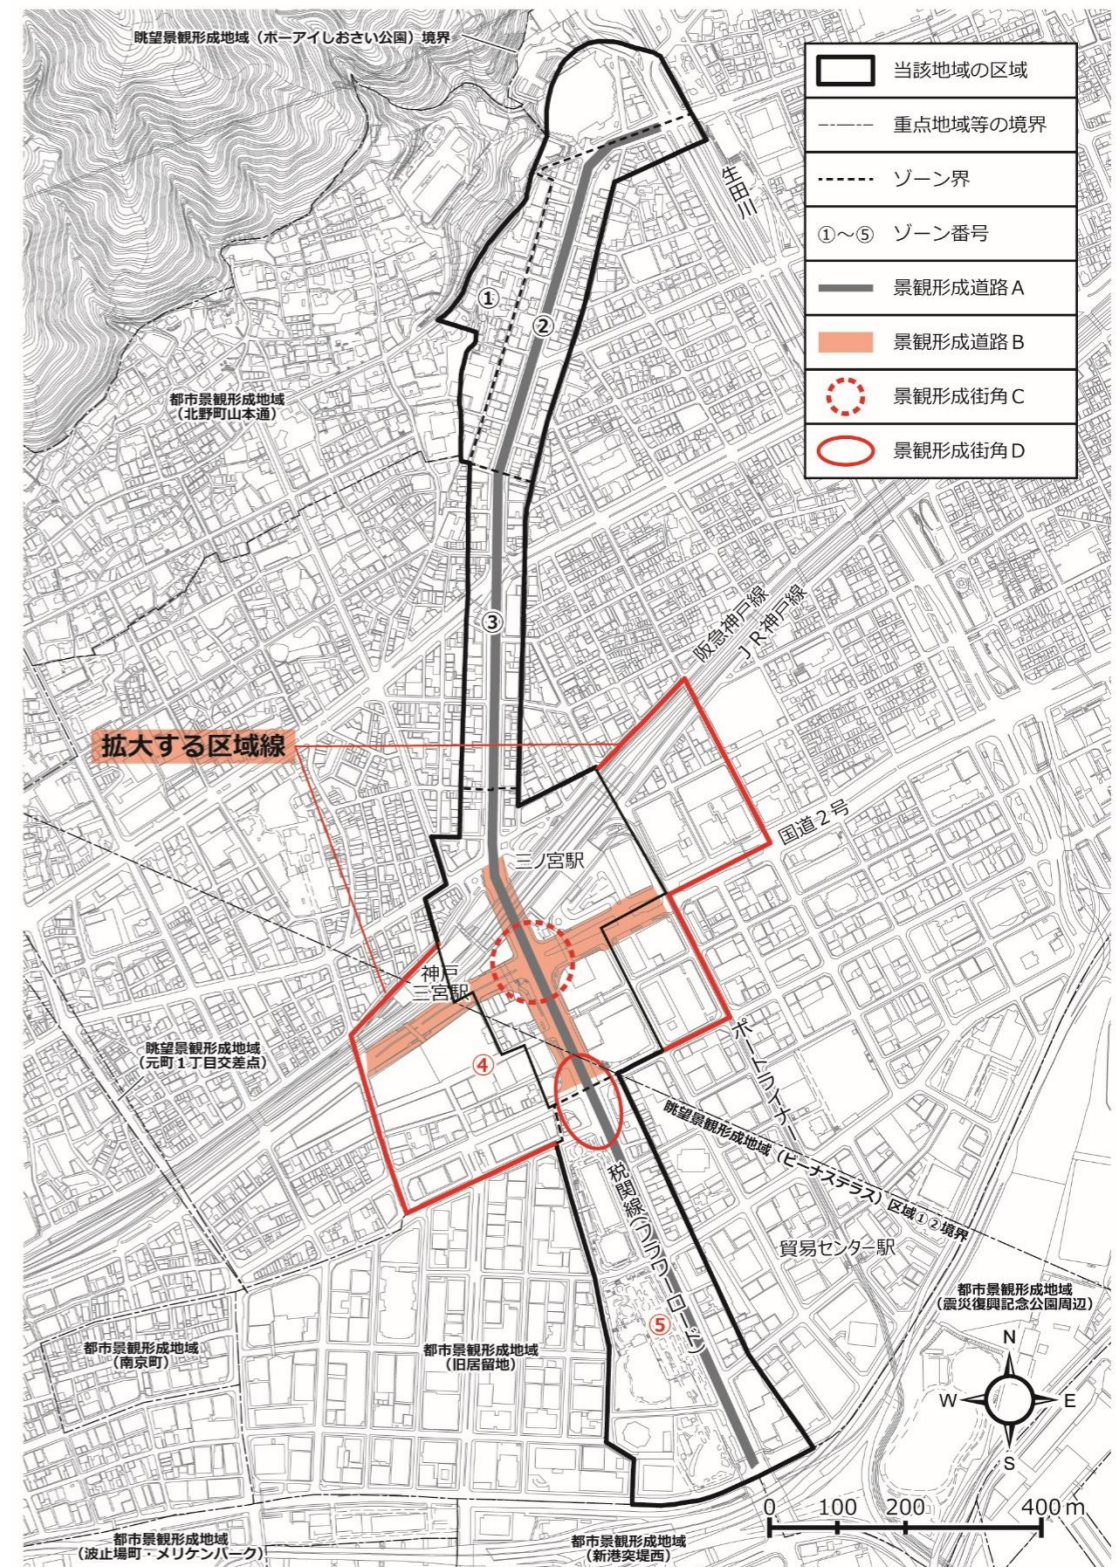 眺望景観形成地域（ポーアイしおさい公園）境界
当該地域の区域
重点地域等の境界
ゾーン界
①～⑤ ゾーン番号
景観形成道路A
景観形成道路B
景観形成街角C
景観形成街角D
生田川
①
②
都市景観形成地域
（北野町山本通）
③
阪急神戸線
JR神戸線
拡大する区域線
国道2号
三ノ宮駅
神戸
三宮駅
眺望景観形成地域
（元町1丁目交差点）
④
ポートライナー
眺望景観形成地域（ビーナステラス）区域①②境界
税関線（フラワーロード）
貿易センター駅
都市景観形成地域
（震災復興記念公園周辺）
⑤
都市景観形成地域
（南京町）
都市景観形成地域
（旧居留地）
N
W
E
S
0 100 200 400m
都市景観形成地域
（波止場町・メリケンパーク）
都市景観形成地域
（新港突堤西）